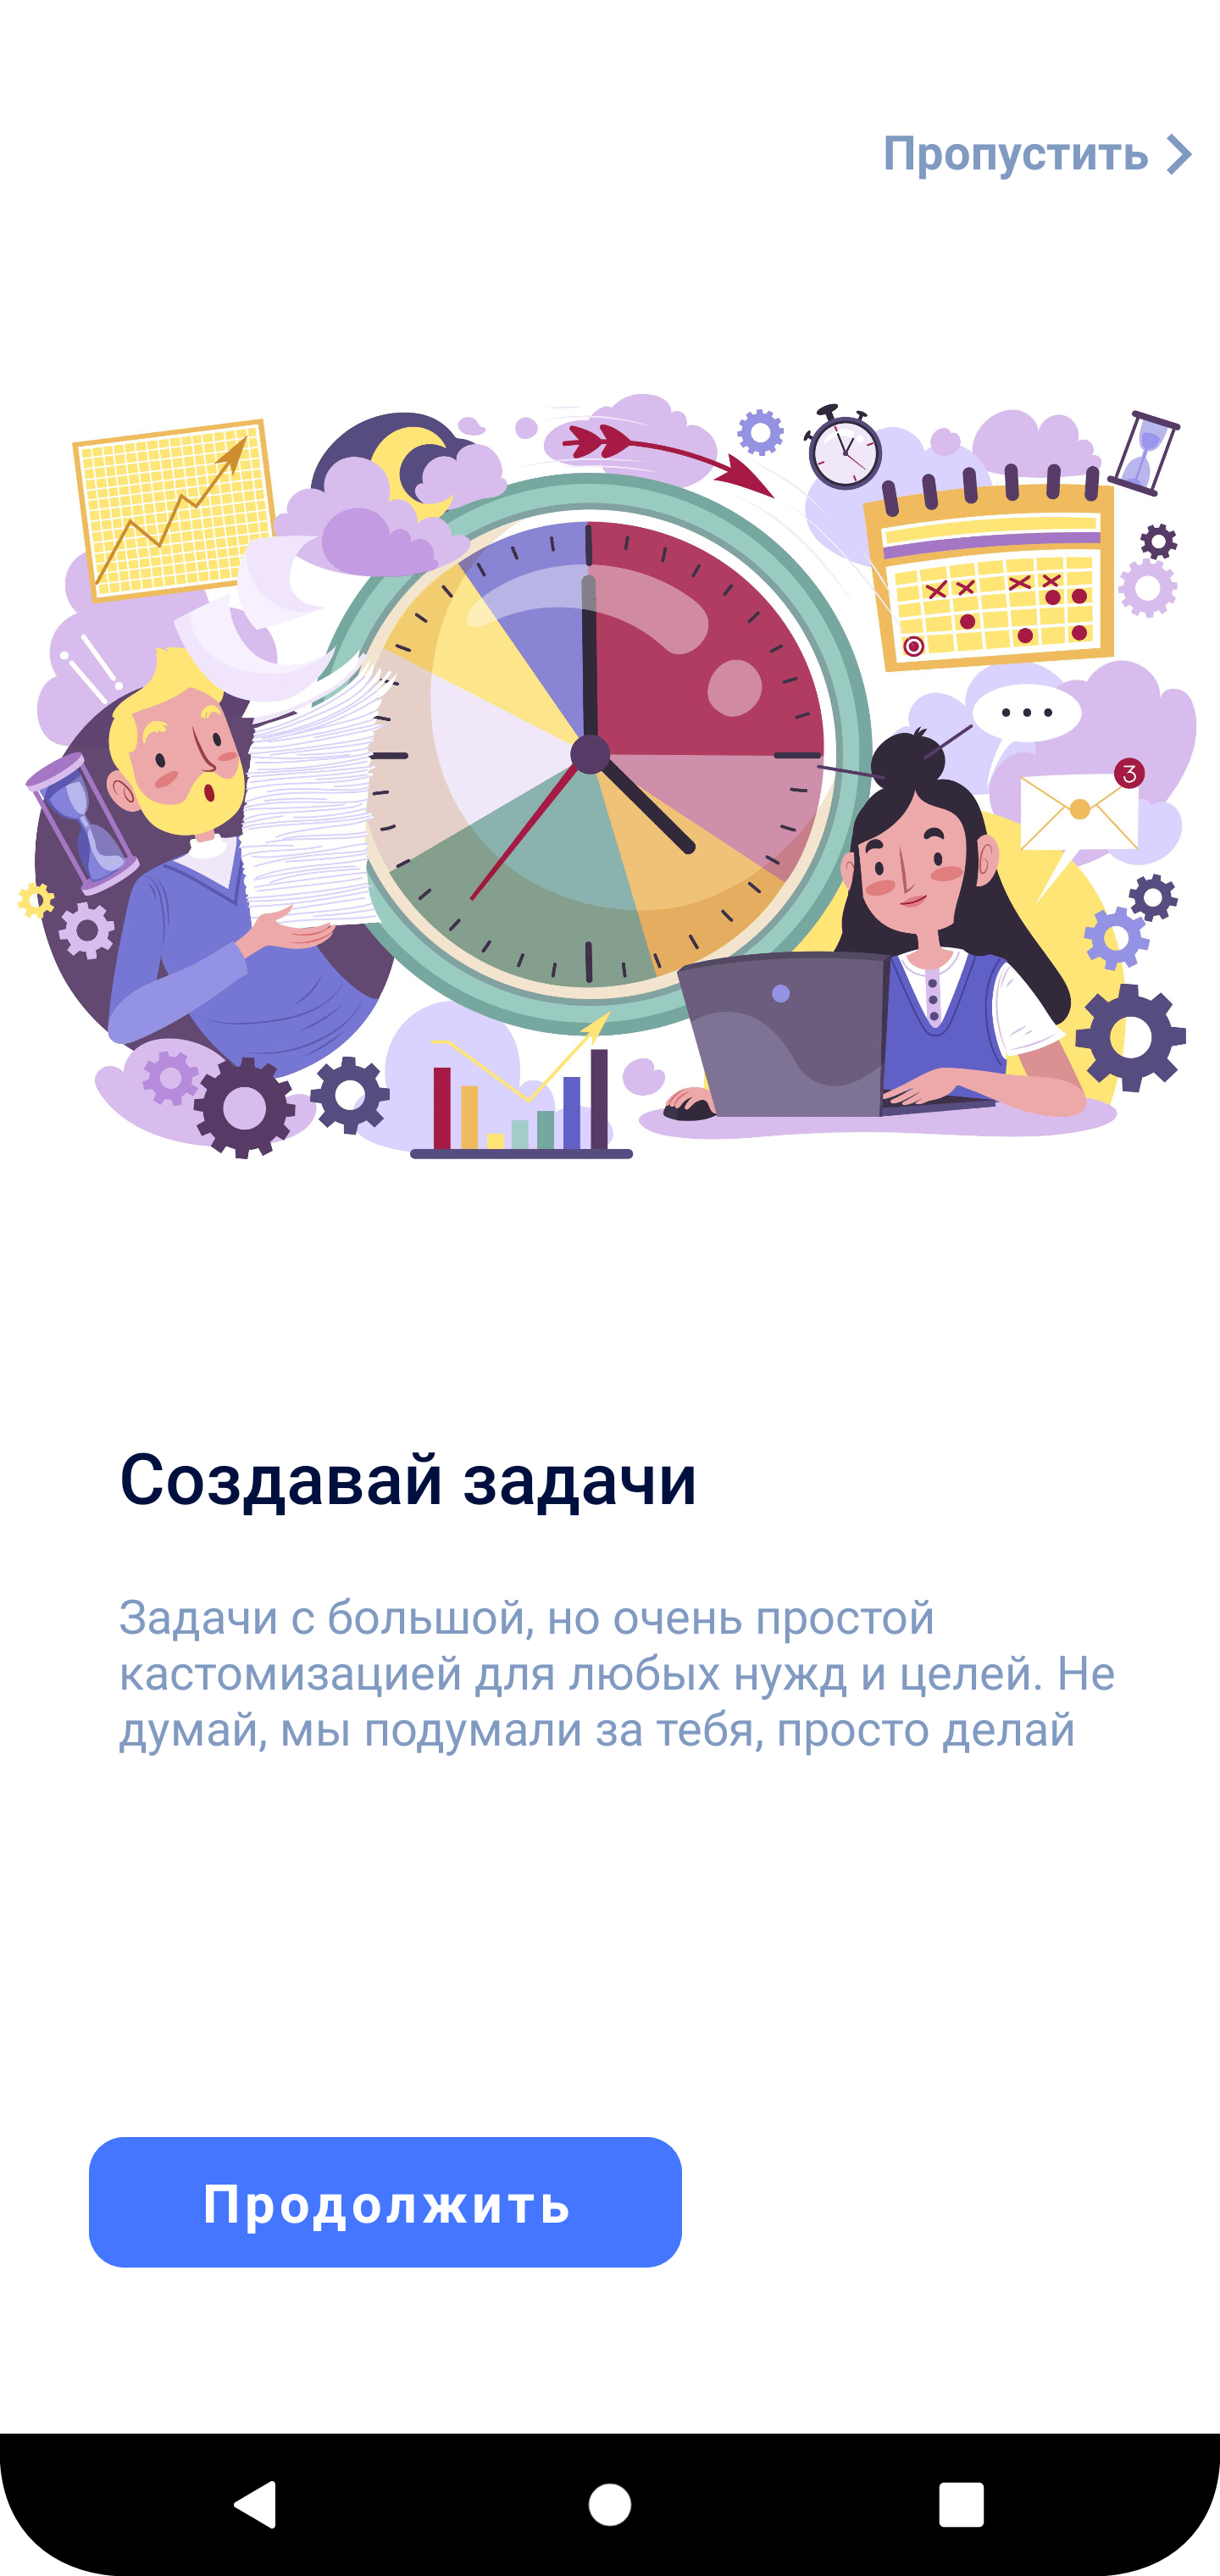 Пропустить
3
Создавай задачи
Задачи с большой, но очень простой
кастомизацией для любых нужд и целей. Не
думай, мы подумали за тебя, просто делай
Продолжить